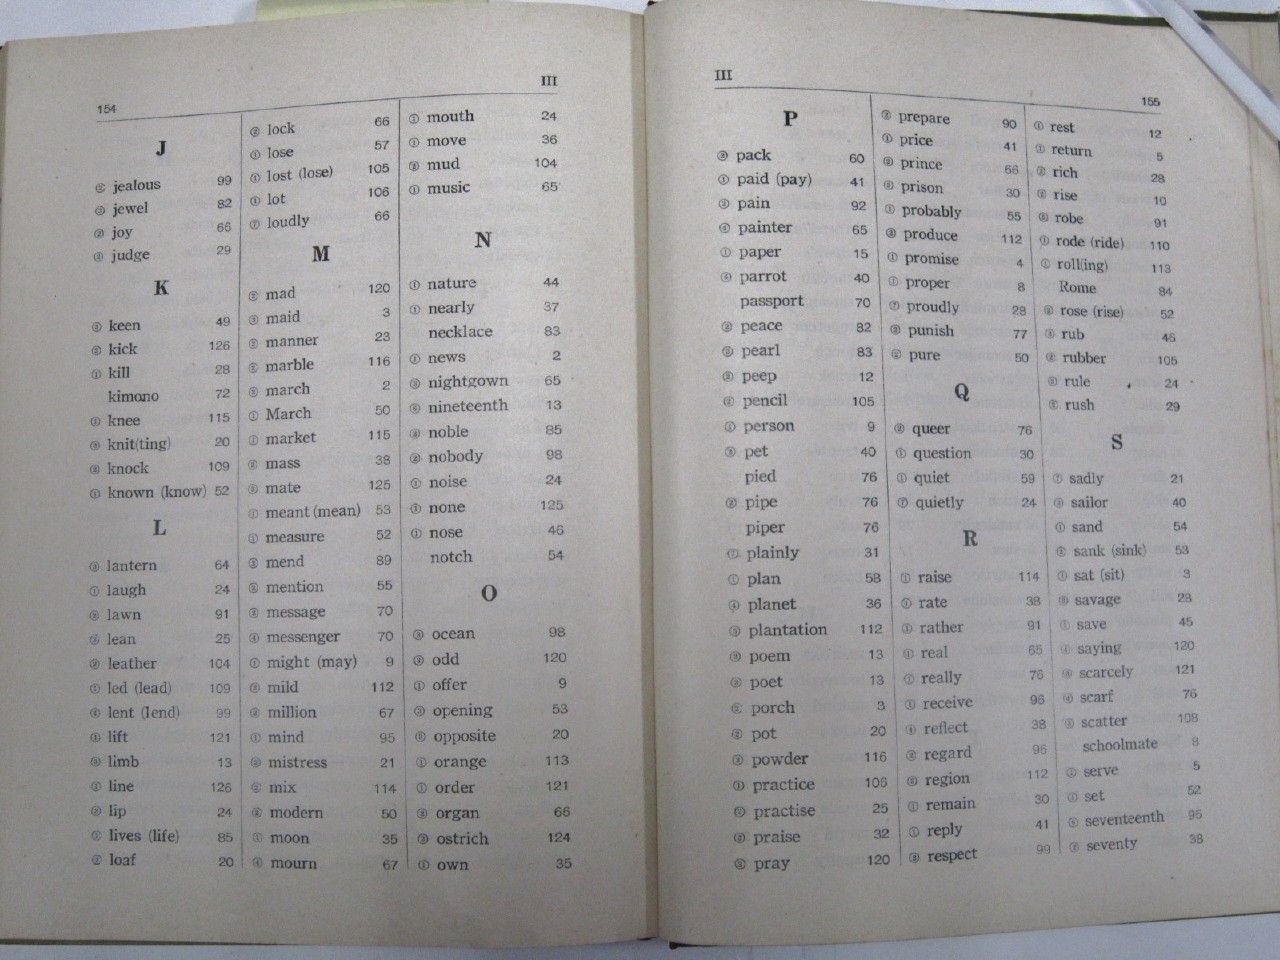 154
III
J
jealous 99
jewel 82
joy 65
judge 29
K
keen 49
kick 126
kill 28
kimono 72
knee 115
knit(ting) 20
knock 109
known (know) 52
L
lantern 64
laugh 24
lawn 91
lean 25
leather 104
led (lead) 109
lent (lend) 99
lift 121
limb 13
line 126
lip 24
lives (life) 85
loaf 20
lock 66
lose 57
lost (lose) 105
lot 106
loudly 66
M
mad 120
maid 3
manner 23
marble 116
march 2
March 50
market 115
mass 38
mate 125
meant (mean) 53
measure 52
mend 89
mention 55
message 70
messenger 70
might (may) 9
mild 112
million 67
mind 95
mistress 21
mix 114
modern 50
moon 35
mourn 67
mouth 24
move 36
mud 104
music 65
N
nature 44
nearly 37
necklace 83
news 2
nightgown 65
nineteenth 13
noble 85
nobody 98
noise 24
none 125
nose 46
notch 54
O
ocean 98
odd 120
offer 9
opening 53
opposite 20
orange 113
order 121
organ 66
ostrich 124
own 35
III
155
P
pack 60
paid (pay) 41
pain 92
painter 65
paper 15
parrot 40
passport 70
peace 82
pearl 83
peep 12
pencil 105
person 9
pet 40
pied 76
pipe 76
piper 76
plainly 31
plan 58
planet 36
plantation 112
poem 13
poet 13
porch 3
pot 20
powder 116
practice 106
practise 25
praise 32
pray 120
prepare 90
price 41
prince 66
prison 30
probably 55
produce 112
promise 4
proper 8
proudly 28
punish 77
pure 50
Q
queer 76
question 30
quiet 59
quietly 24
R
raise 114
rate 38
rather 91
real 65
really 76
receive 96
reflect 38
regard 96
region 112
remain 30
reply 41
respect 99
rest 12
return 5
rich 28
rise 10
robe 91
rode (ride) 110
roll(ing) 113
Rome 84
rose (rise) 52
rub 46
rubber 105
rule 24
rush 29
S
sadly 21
sailor 40
sand 54
sank (sink) 53
sat (sit) 3
savage 28
save 45
saying 120
scarcely 121
scarf 76
scatter 108
schoolmate 8
serve 5
set 52
seventeenth 95
seventy 38